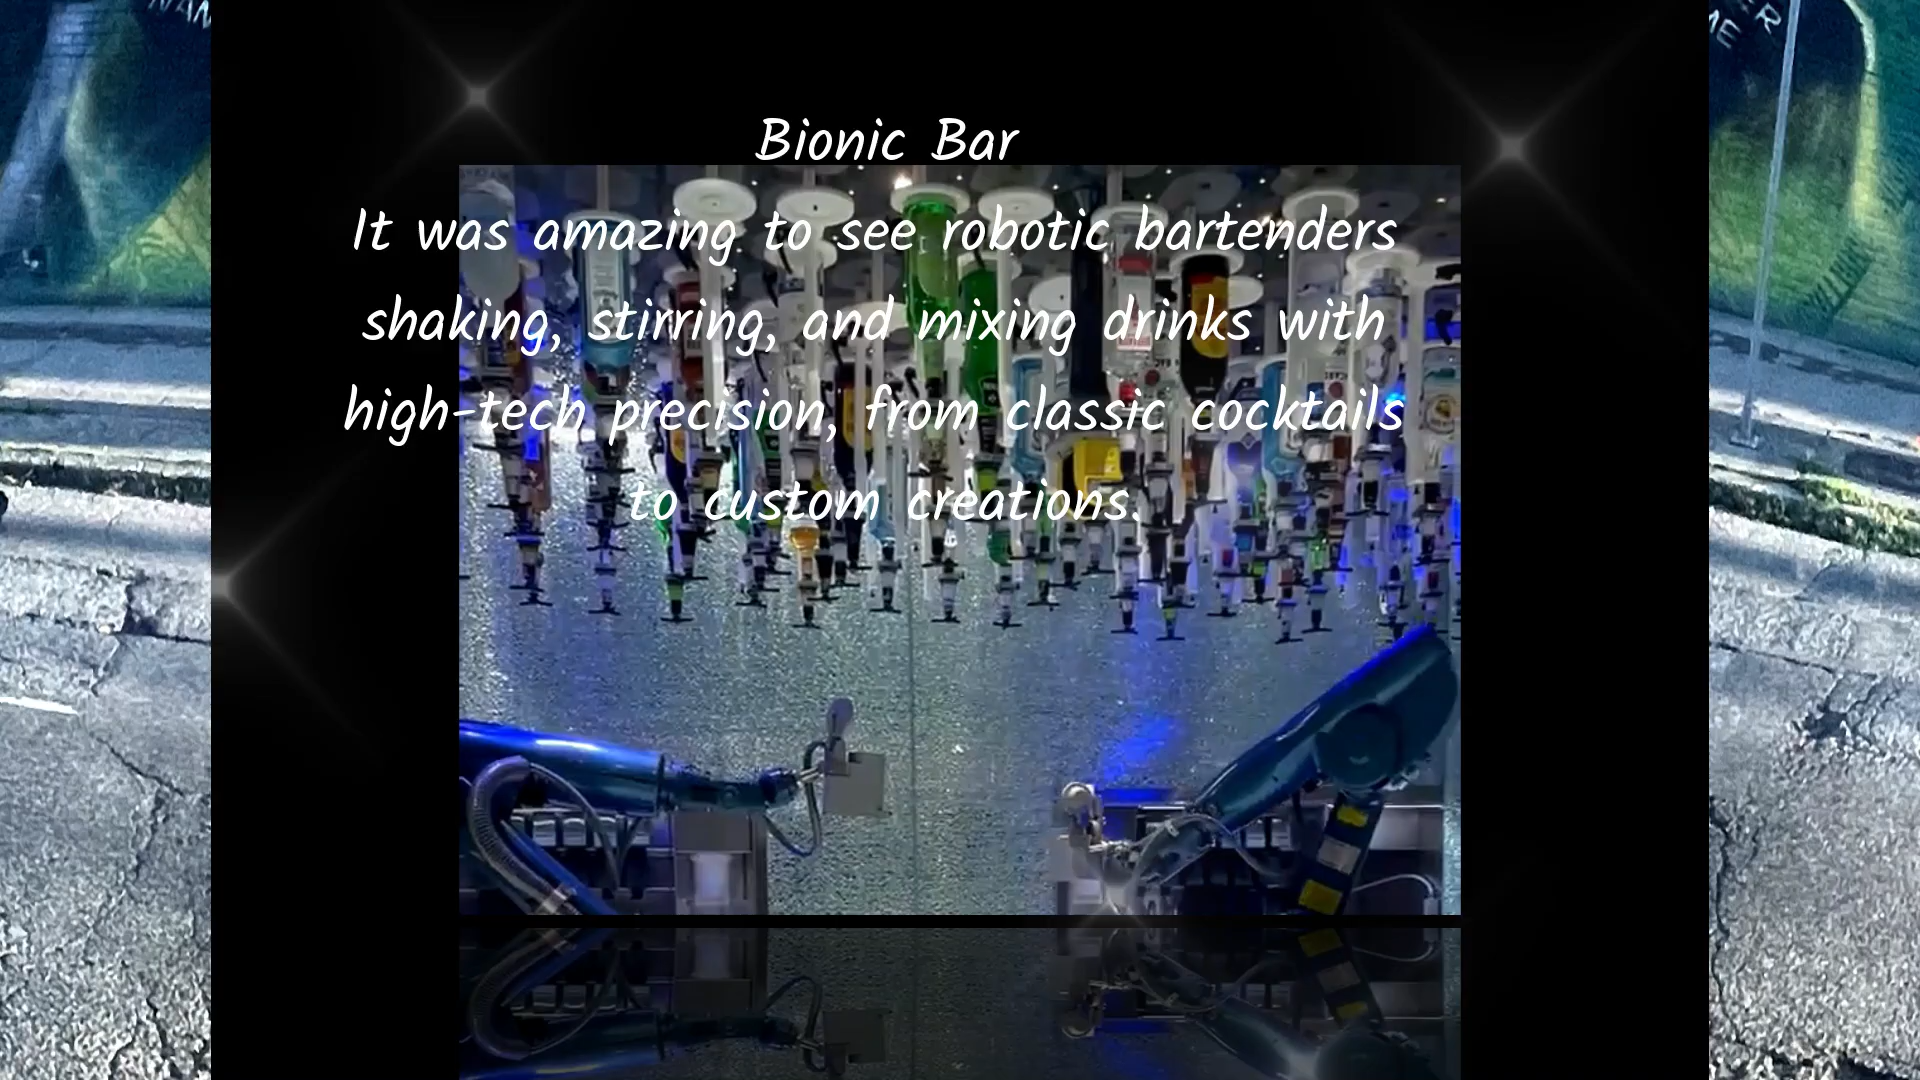 Bionic Bar
It was amazing to see robotic bartenders
shaking, stirring, and mixing drinks with
high-tech precision, from classic cocktails
to custom creations.